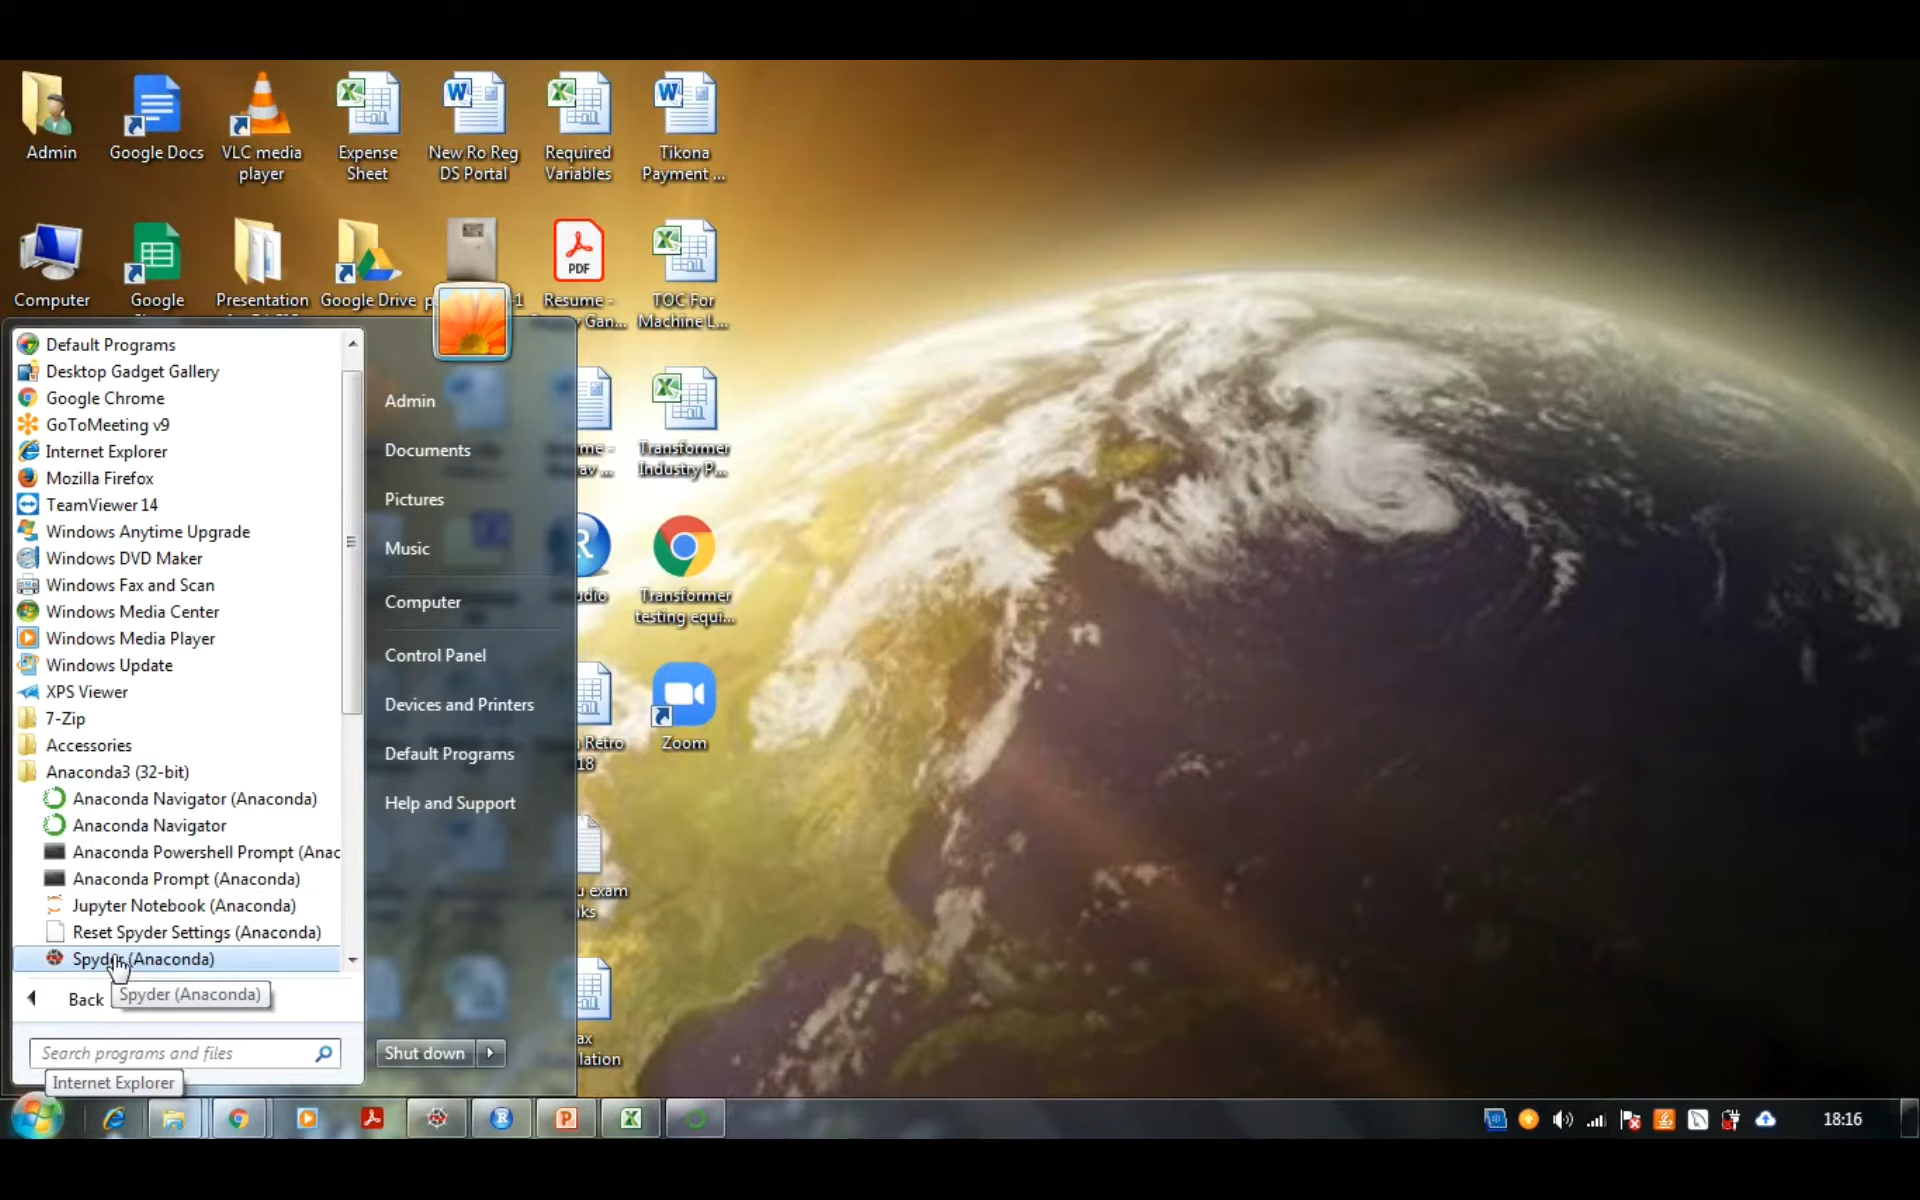 Admin
Google Docs
VLC media
player
Expense
Sheet
New Ro Reg
DS Portal
Required
Variables
Tikona
Payment ...
Computer
Google
Presentation
Google Drive
PDF
Resume -
Gan...
TOC For
Machine L...
Transformer
Industry P...
Transformer
testing equi...
Retro
18
Zoom
exam
Default Programs
Desktop Gadget Gallery
Google Chrome
GoToMeeting v9
Internet Explorer
Mozilla Firefox
TeamViewer 14
Windows Anytime Upgrade
Windows DVD Maker
Windows Fax and Scan
Windows Media Center
Windows Media Player
Windows Update
XPS Viewer
7-Zip
Accessories
Anaconda3 (32-bit)
Anaconda Navigator (Anaconda)
Anaconda Navigator
Anaconda Powershell Prompt (Anac
Anaconda Prompt (Anaconda)
Jupyter Notebook (Anaconda)
Reset Spyder Settings (Anaconda)
Spyder (Anaconda)
Back
Spyder (Anaconda)
Search programs and files
Internet Explorer
Admin
Documents
Pictures
Music
Computer
Control Panel
Devices and Printers
Default Programs
Help and Support
Shut down
18:16